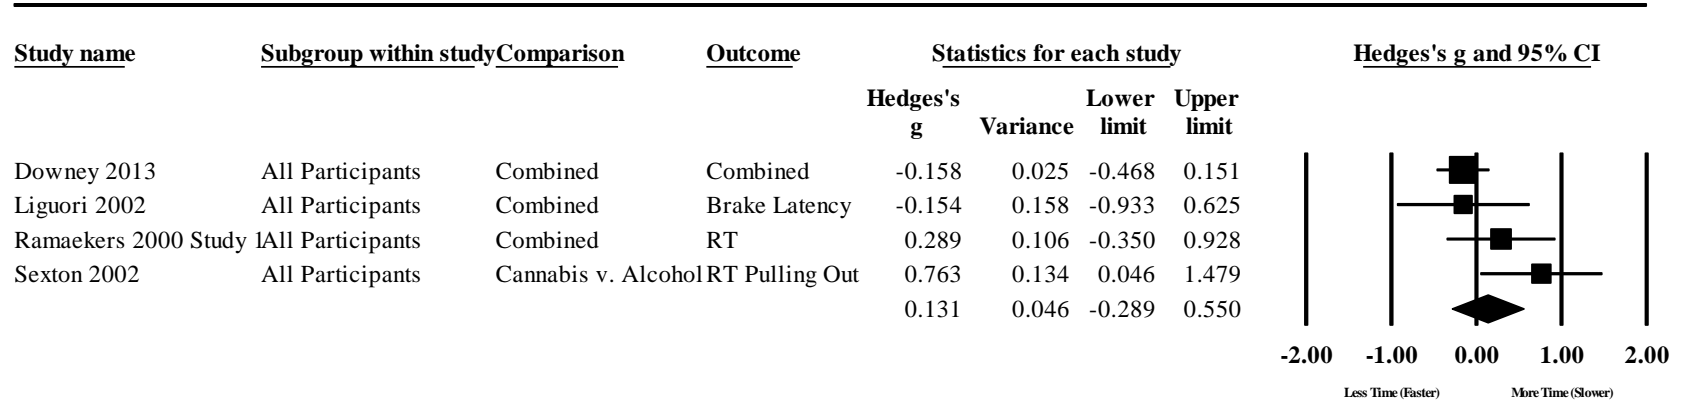 Study name Subgroup within study Comparison Outcome Statistics for each study Hedges's g and 95% CI
Hedges's Lower Upper
g Variance limit limit
Downey 2013 All Participants Combined Combined -0.158 0.025 -0.468 0.151
Liguori 2002 All Participants Combined Brake Latency -0.154 0.158 -0.933 0.625
Ramaekers 2000 Study 1 All Participants Combined RT 0.289 0.106 -0.350 0.928
Sexton 2002 All Participants Cannabis v. Alcohol RT Pulling Out 0.763 0.134 0.046 1.479
0.131 0.046 -0.289 0.550
-2.00 -1.00 0.00 1.00 2.00
Less Time (Faster) More Time (Slower)